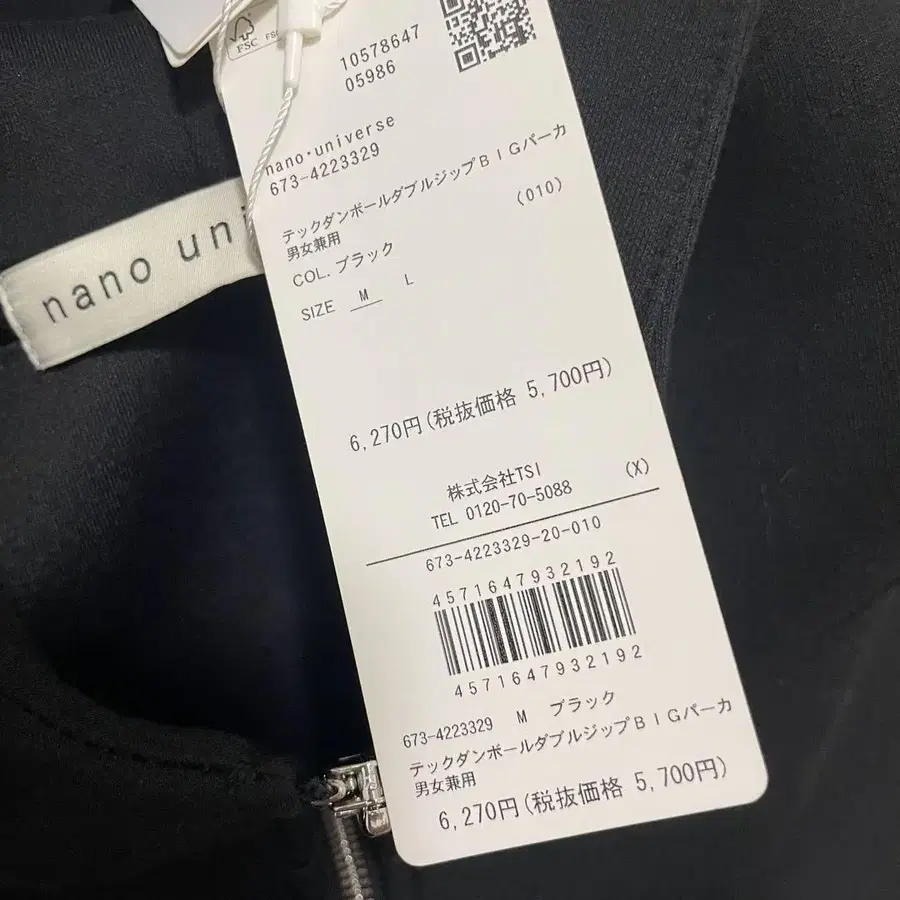 FSC
10578647
05986
nano・universe
673-4223329
テックダンボールダブルジップＢＩＧパーカ
男女兼用
(010)
COL. ブラック
SIZE M L
6,270円(税抜価格 5,700円)
株式会社TSI
(X)
TEL 0120-70-5088
673-4223329-20-010
4571647932192
4571647932192
673-4223329 M ブラック
テックダンボールダブルジップＢＩＧパーカ
男女兼用
6,270円(税抜価格 5,700円)
nano uni